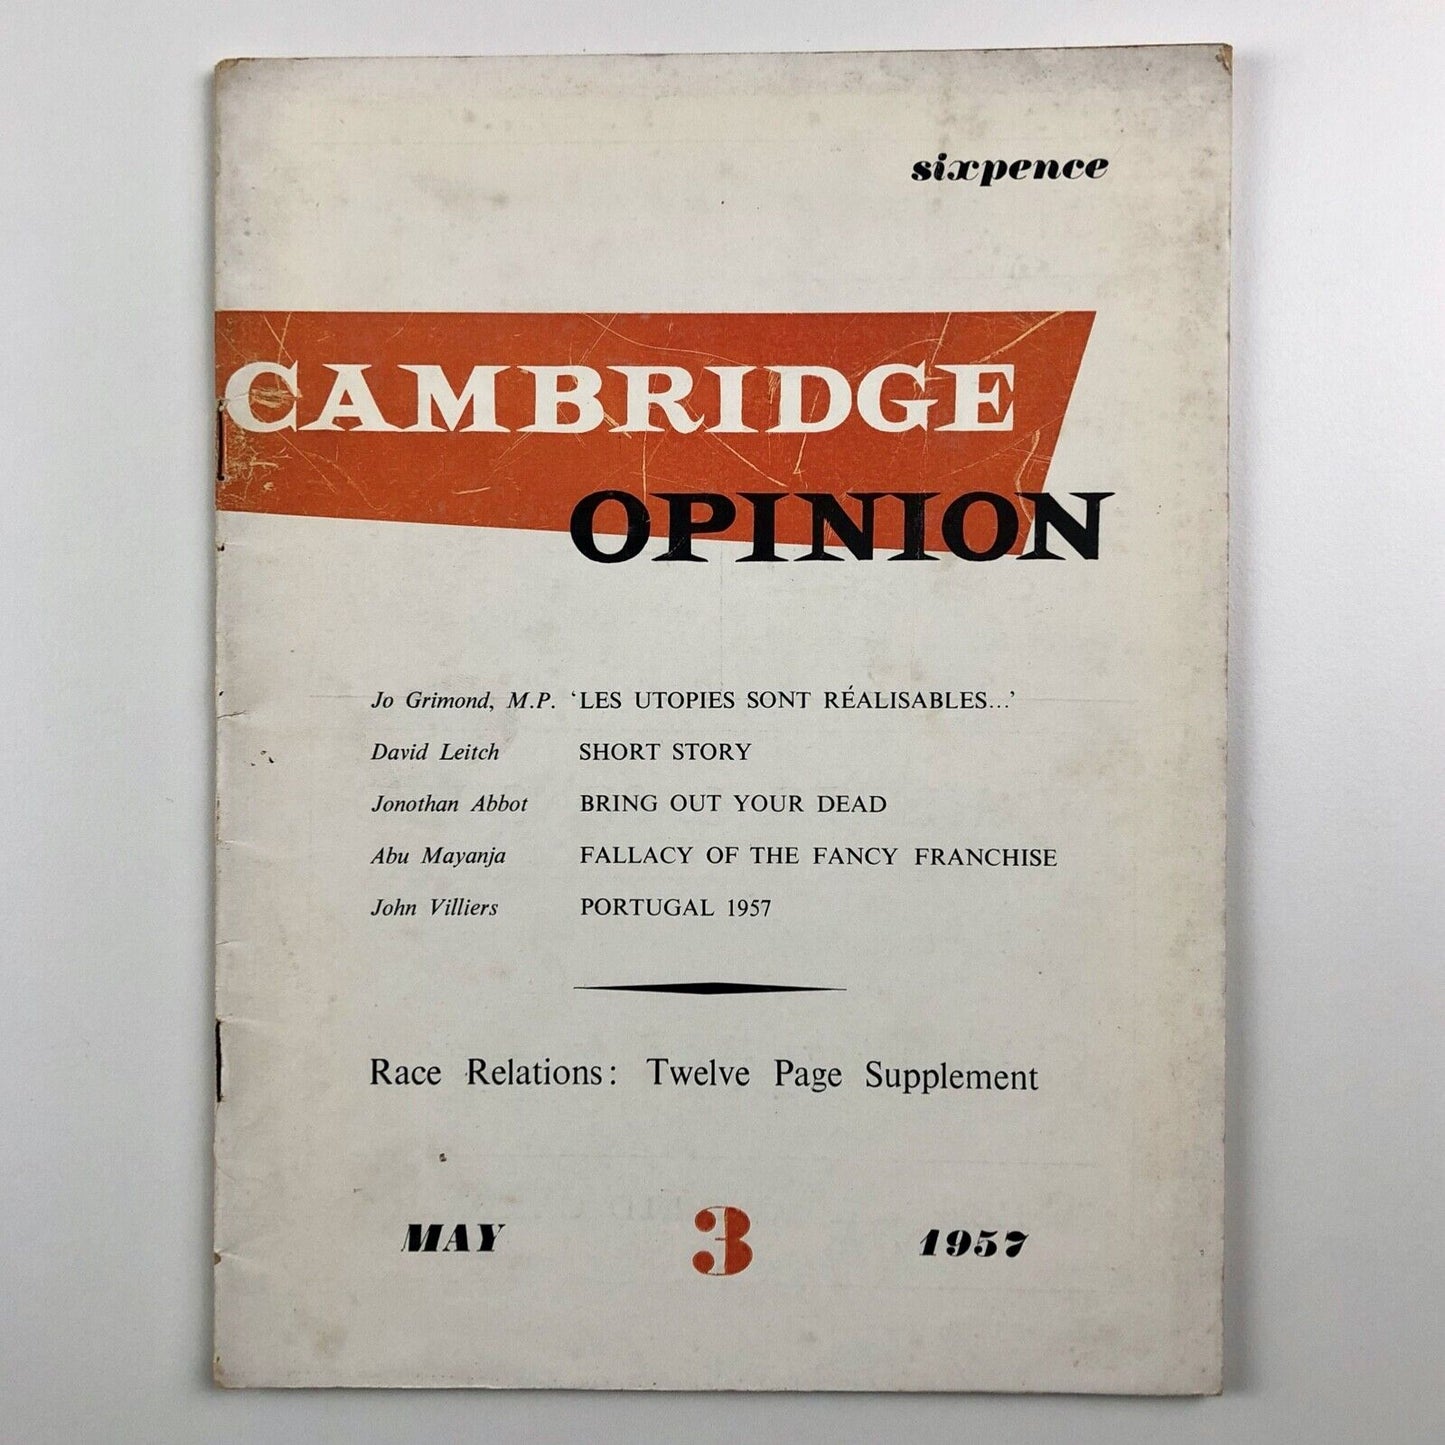 sixpence
CAMBRIDGE
OPINION
Jo Grimond, M.P. ‘LES UTOPIES SONT RÉALISABLES...’
David Leitch SHORT STORY
Jonothan Abbot BRING OUT YOUR DEAD
Abu Mayanja FALLACY OF THE FANCY FRANCHISE
John Villiers PORTUGAL 1957
Race Relations: Twelve Page Supplement
MAY 3 1957